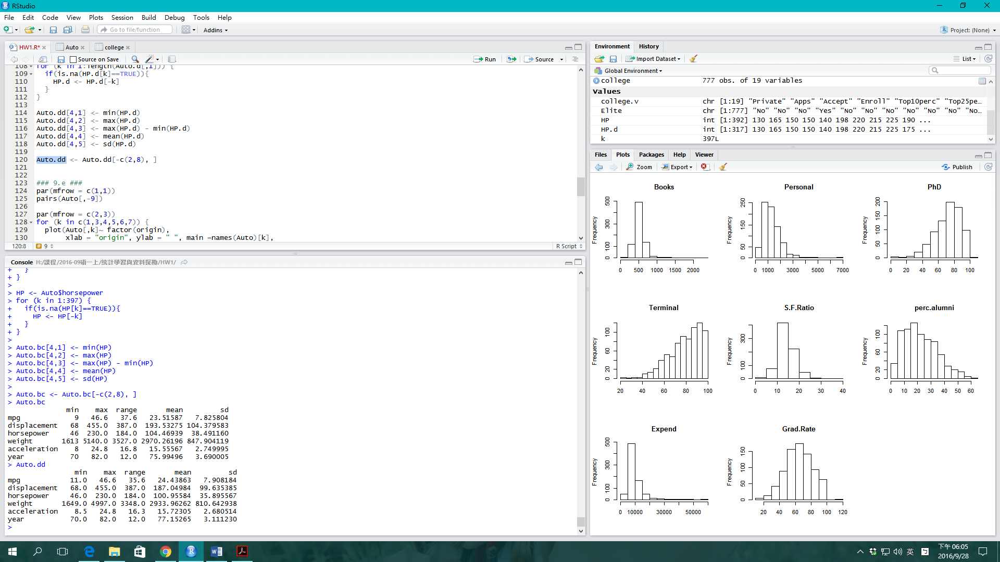 RStudio
File Edit Code View Plots Session Build Debug Tools Help
Go to file/function Addins Project: (None)
HW1.R* Auto college
Source on Save Run Source
108 for (k in 1:length(Auto.d[,1])) {
109 if(is.na(HP.d[k]==TRUE)){
110 HP.d <- HP.d[-k]
111 }
112 }
113
114 Auto.dd[4,1] <- min(HP.d)
115 Auto.dd[4,2] <- max(HP.d)
116 Auto.dd[4,3] <- max(HP.d) - min(HP.d)
117 Auto.dd[4,4] <- mean(HP.d)
118 Auto.dd[4,5] <- sd(HP.d)
119
120 Auto.dd <- Auto.dd[-c(2,8), ]
121
122
123 ### 9.e ###
124 par(mfrow = c(1,1))
125 pairs(Auto[,-9])
126
127 par(mfrow = c(2,3))
128 for (k in c(1,3,4,5,6,7)) {
129 plot(Auto[,k]~ factor(origin),
130 xlab = "origin", ylab = " ", main =names(Auto)[k],
120:8 # 9 R Script
Console H:/課程/2016-09碩一上/統計學習與資料探勘/HW1/
+ }
+ }
>
> HP <- Auto$horsepower
> for (k in 1:397) {
+ if(is.na(HP[k]==TRUE)){
+ HP <- HP[-k]
+ }
+ }
>
> Auto.bc[4,1] <- min(HP)
> Auto.bc[4,2] <- max(HP)
> Auto.bc[4,3] <- max(HP) - min(HP)
> Auto.bc[4,4] <- mean(HP)
> Auto.bc[4,5] <- sd(HP)
>
> Auto.bc <- Auto.bc[-c(2,8), ]
> Auto.bc
min max range mean sd
mpg 9 46.6 37.6 23.51587 7.825804
displacement 68 455.0 387.0 193.53275 104.379583
horsepower 46 230.0 184.0 104.46939 38.491160
weight 1613 5140.0 3527.0 2970.26196 847.904119
acceleration 8 24.8 16.8 15.55567 2.749995
year 70 82.0 12.0 75.99496 3.690005
> Auto.dd
min max range mean sd
mpg 11.0 46.6 35.6 24.43863 7.908184
displacement 68.0 455.0 387.0 187.04984 99.635385
horsepower 46.0 230.0 184.0 100.95584 35.895567
weight 1649.0 4997.0 3348.0 2933.96262 810.642938
acceleration 8.5 24.8 16.3 15.72305 2.680514
year 70.0 82.0 12.0 77.15265 3.111230
>
Environment History
Import Dataset List
Global Environment
college 777 obs. of 19 variables
Values
college.v chr [1:19] "Private" "Apps" "Accept" "Enroll" "Top10perc" "Top25pe…
Elite chr [1:777] "No" "No" "No" "Yes" "No" "No" "No" "No" "No" "No" "No…
HP int [1:392] 130 165 150 150 140 198 220 215 225 190 ...
HP.d int [1:317] 130 165 150 150 140 198 220 215 225 175 ...
k 397L
Files Plots Packages Help Viewer
Zoom Export Publish
Books
Frequency
0 100 300 500
0 500 1000 1500 2000
Personal
Frequency
0 50 150 250
0 1000 3000 5000 7000
PhD
Frequency
0 50 100 150 200
0 20 40 60 80 100
Terminal
Frequency
0 20 60 100
20 40 60 80 100
S.F.Ratio
Frequency
0 100 300
0 10 20 30 40
perc.alumni
Frequency
0 20 60 100
0 10 20 30 40 50 60
Expend
Frequency
0 100 300 500
0 10000 30000 50000
Grad.Rate
Frequency
0 50 100 150
20 40 60 80 100 120
英 下午 06:05
2016/9/28